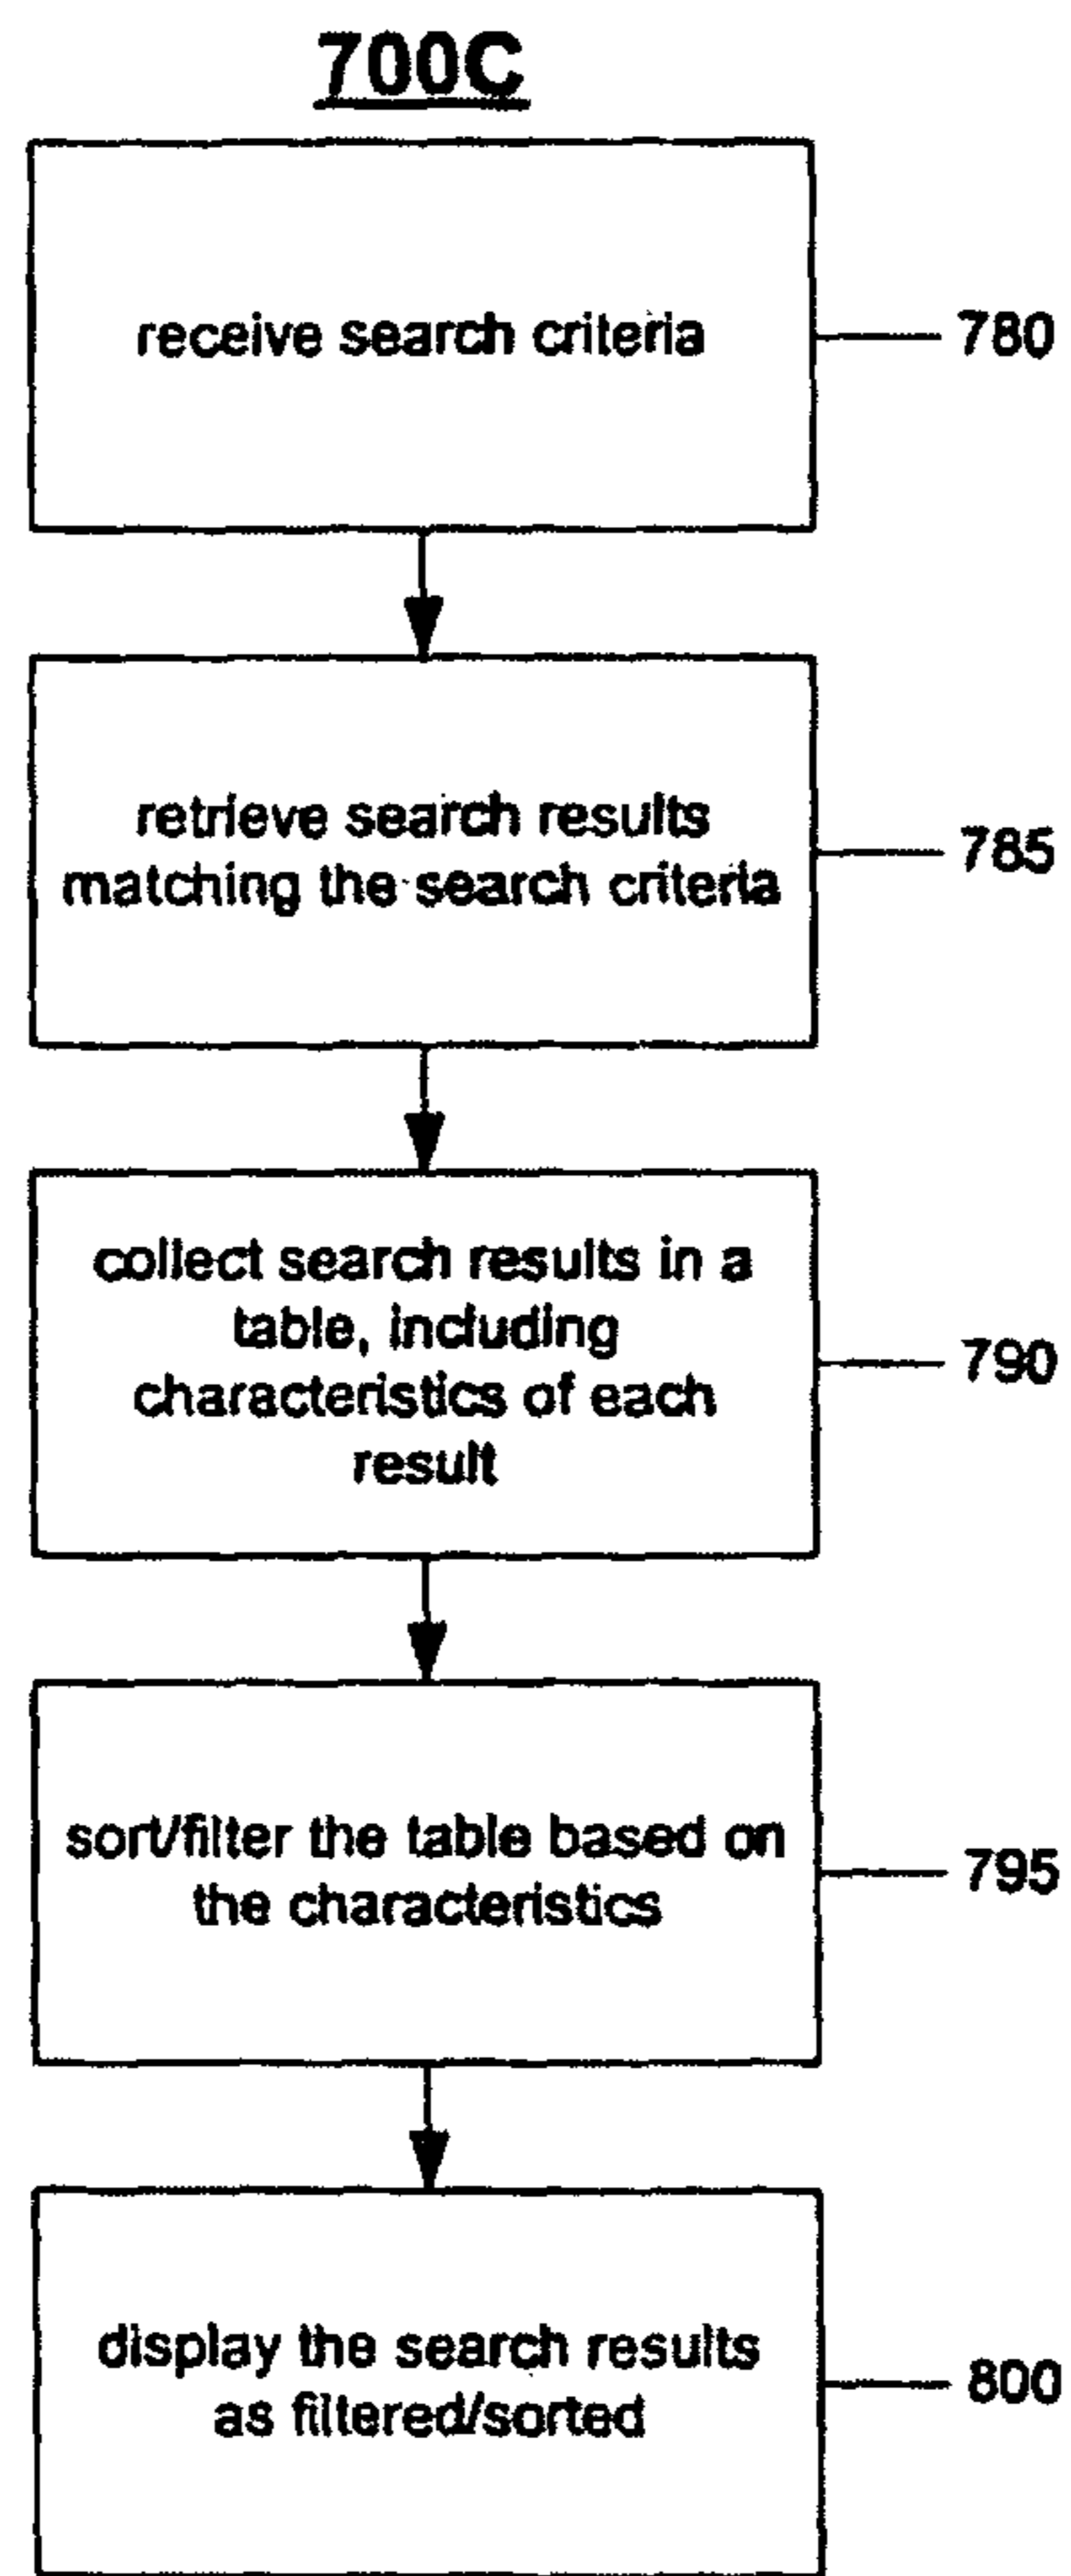 700C
receive search criteria
780
retrieve search results
matching the search criteria
785
collect search results in a
table, including
characteristics of each
result
790
sort/filter the table based on
the characteristics
795
display the search results
as filtered/sorted
800